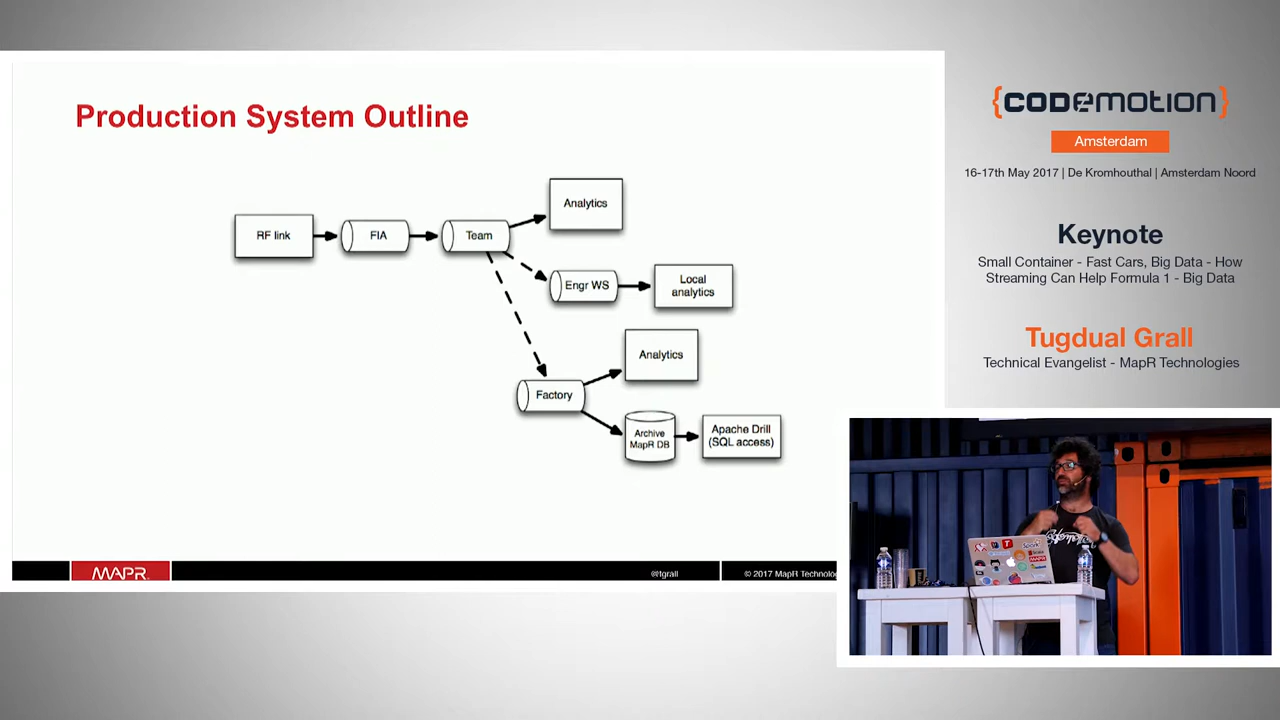 Production System Outline
RF link
FIA
Team
Analytics
Engr WS
Local
analytics
Analytics
Factory
Archive
MapR DB
Apache Drill
(SQL access)
MAPR
@tgrall
© 2017 MapR
{CODEMOTION}
Amsterdam
16-17th May 2017 | De Kromhouthal | Amsterdam Noord
Keynote
Small Container - Fast Cars, Big Data - How
Streaming Can Help Formula 1 - Big Data
Tugdual Grall
Technical Evangelist - MapR Technologies